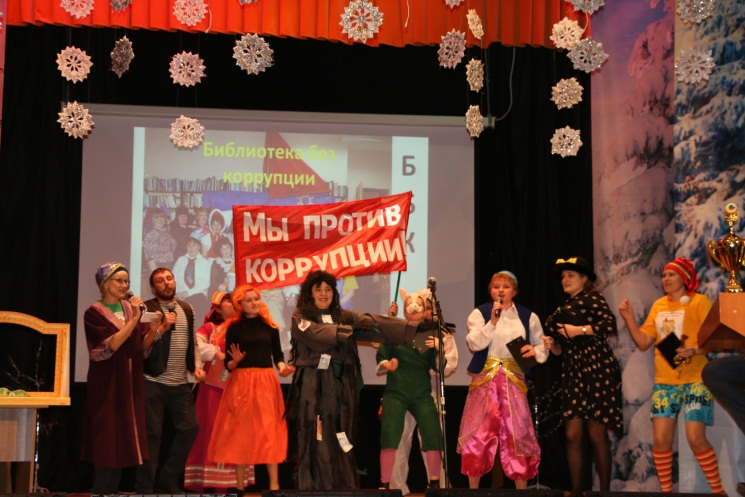 Библиотека без
коррупции
Б
К
Мы против
коррупции